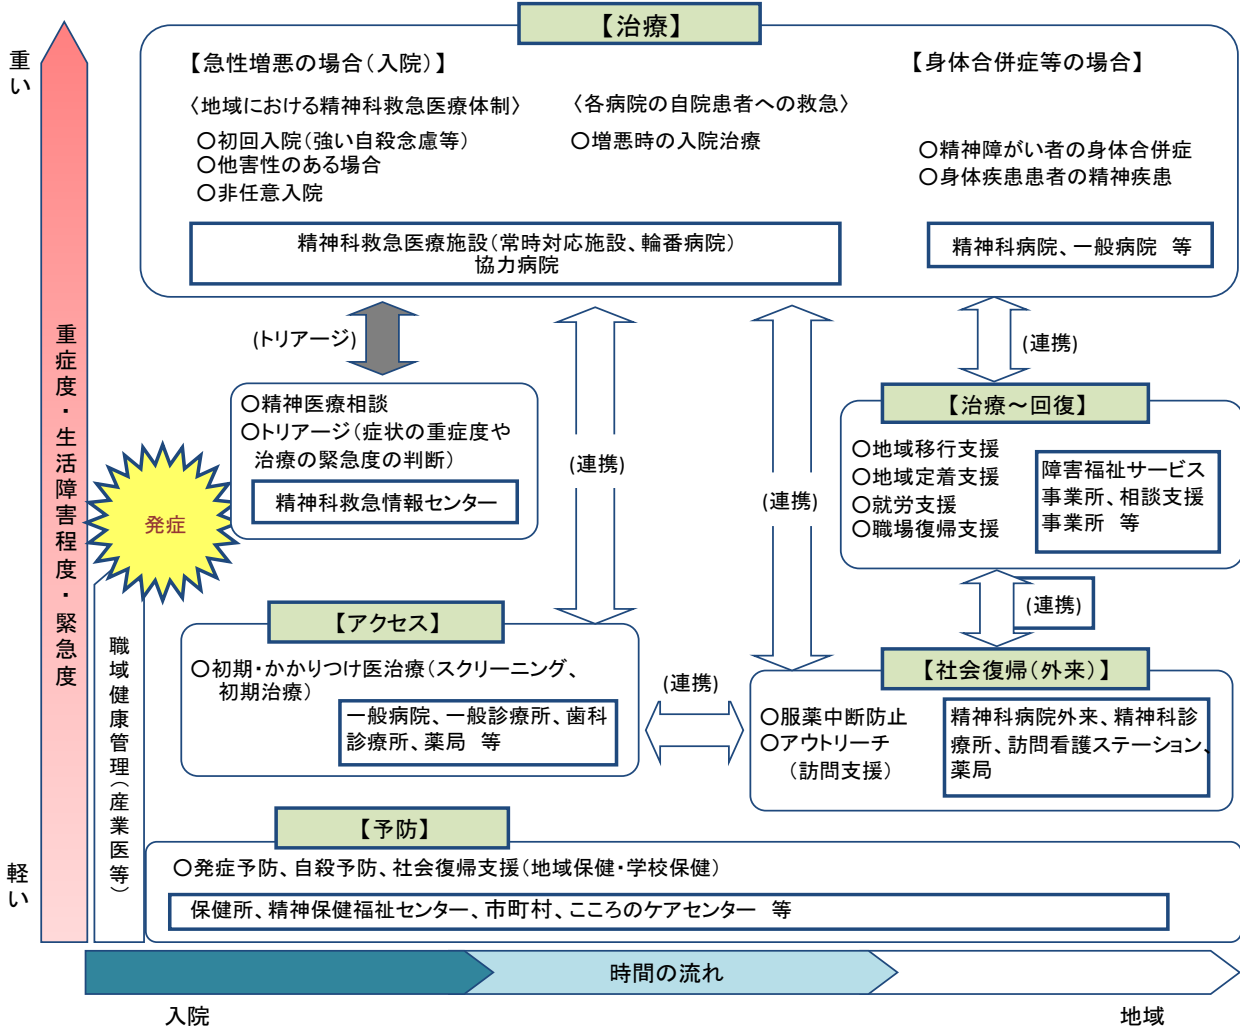 【治療】
重い
【急性増悪の場合(入院)】
【身体合併症等の場合】
〈地域における精神科救急医療体制〉
〈各病院の自院患者への救急〉
○初回入院(強い自殺念慮等)
○他害性のある場合
○非任意入院
○増悪時の入院治療
○精神障がい者の身体合併症
○身体疾患患者の精神疾患
精神科救急医療施設(常時対応施設、輪番病院)
協力病院
精神科病院、一般病院 等
(トリアージ)
(連携)
(連携)
(連携)
重症度・生活障害程度・緊急度
○精神医療相談
○トリアージ(症状の重症度や
治療の緊急度の判断)
精神科救急情報センター
発症
【治療～回復】
○地域移行支援
○地域定着支援
○就労支援
○職場復帰支援
障害福祉サービス
事業所、相談支援
事業所 等
(連携)
職域健康管理(産業医等)
【アクセス】
○初期・かかりつけ医治療(スクリーニング、
初期治療)
一般病院、一般診療所、歯科
診療所、薬局 等
(連携)
【社会復帰(外来)】
○服薬中断防止
○アウトリーチ
(訪問支援)
精神科病院外来、精神科診
療所、訪問看護ステーション、
薬局
【予防】
○発症予防、自殺予防、社会復帰支援(地域保健・学校保健)
保健所、精神保健福祉センター、市町村、こころのケアセンター 等
軽い
時間の流れ
入院
地域